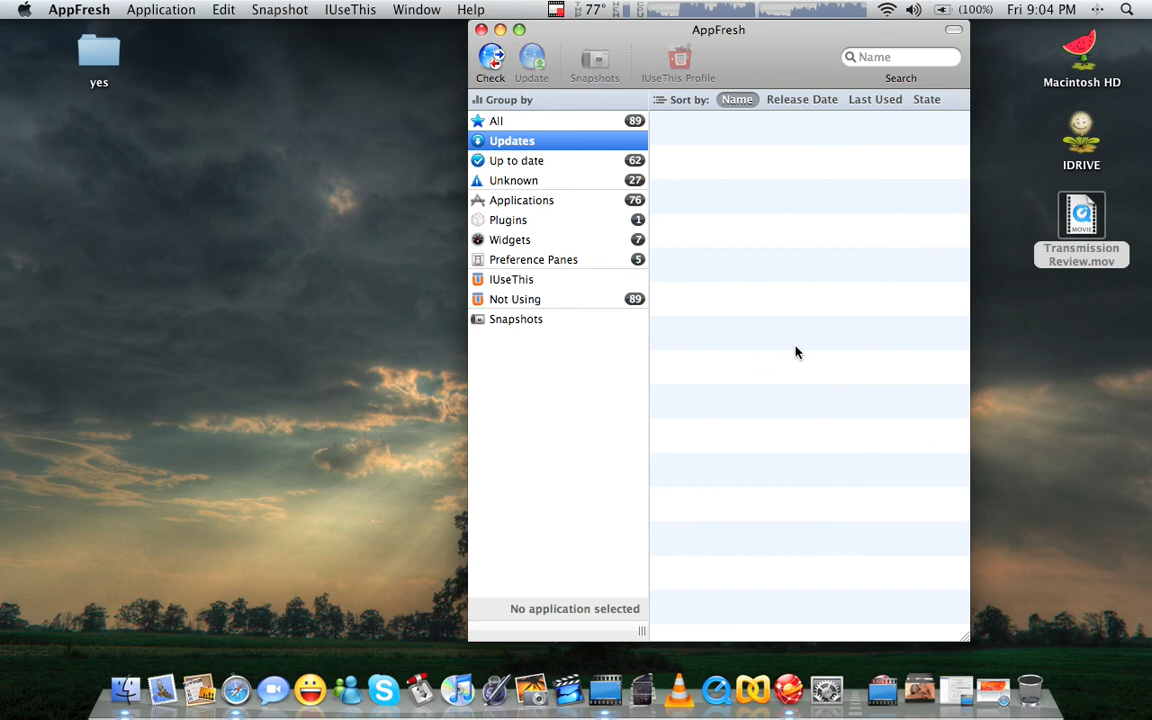 AppFresh Application Edit Snapshot IUseThis Window Help 77° (100%) Fri 9:04 PM
yes
AppFresh
Check Update Snapshots IUseThis Profile
Name
Search
Group by
Sort by: Name Release Date Last Used State
All 89
Updates
Up to date 62
Unknown 27
Applications 76
Plugins 1
Widgets 7
Preference Panes 5
IUseThis
Not Using 89
Snapshots
No application selected
Macintosh HD
IDRIVE
MOVIE
Transmission
Review.mov